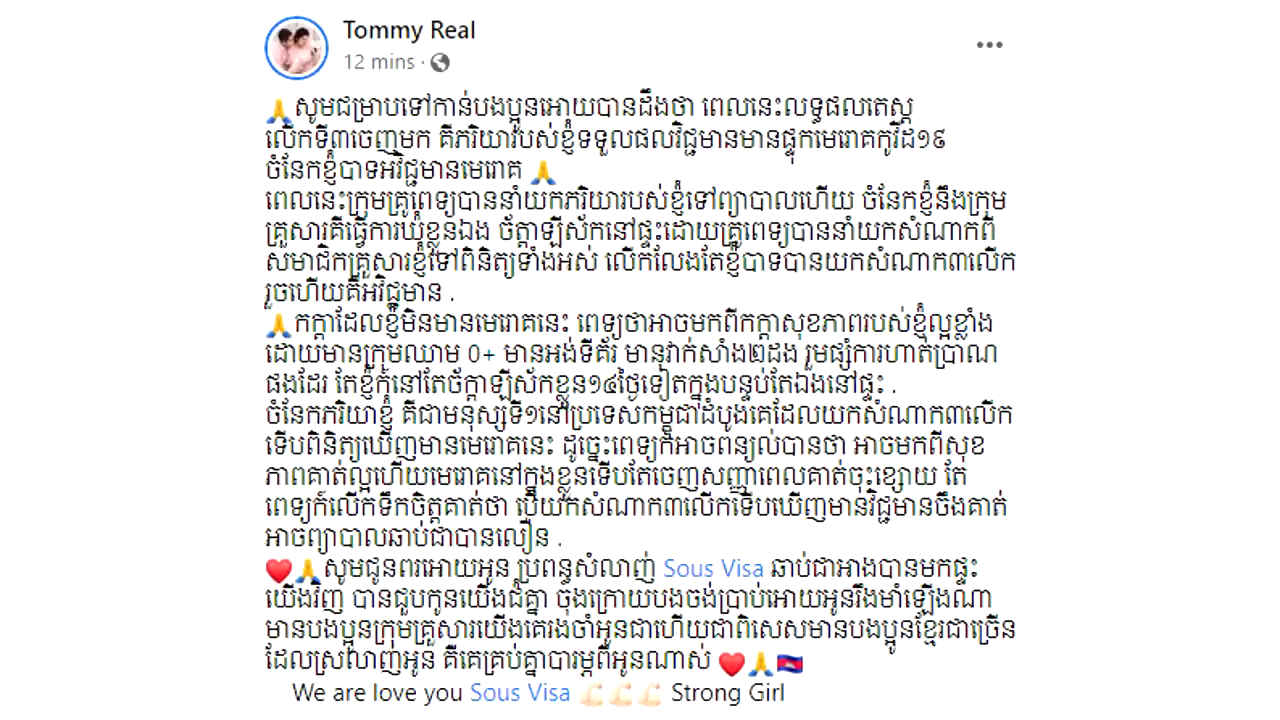 Tommy Real
12 mins ·
🙏សូមជម្រាបទៅកាន់បងប្អូនអោយបានដឹងថា ពេលនេះលទ្ធផលតេស្ត
លើកទី៣ចេញមក គឺភរិយារបស់ខ្ញុំទទួលផលវិជ្ជមានមានផ្ទុកមេរោគកូវីដ១៩
ចំនែកខ្ញុំបាទអវិជ្ជមានមេរោគ 🙏
ពេលនេះក្រុមគ្រូពេទ្យបាននាំយកភរិយារបស់ខ្ញុំទៅព្យាបាលហើយ ចំនែកខ្ញុំនឹងក្រុម
គ្រួសារគឺធ្វើការឃុំខ្លួនឯង ច័ត្តាឡីស័កនៅផ្ទះដោយគ្រូពេទ្យបាននាំយកសំណាកពី
សមាជិកគ្រួសារខ្ញុំទៅពិនិត្យទាំងអស់ លើកលែងតែខ្ញុំបាទបានយកសំណាក៣លើក
រួចហើយគឺអវិជ្ជមាន .
🙏កក្តាដែលខ្ញុំមិនមានមេរោគនេះ ពេទ្យថាអាចមកពីកក្តាសុខភាពរបស់ខ្ញុំល្អខ្លាំង
ដោយមានក្រុមឈាម 0+ មានអង់ទីគ័រ មានវ៉ាក់សាំង២ដង រួមផ្សំការហាត់ប្រាណ
ផងដែរ តែខ្ញុំក៍នៅតែច័ក្តាឡីស័កខ្លួន១៤ថ្ងៃទៀតក្នុងបន្ទប់តែឯងនៅផ្ទះ .
ចំនែកភរិយាខ្ញុំ គឺជាមនុស្សទី១នៅប្រទេសកម្ពុជាដំបូងគេដែលយកសំណាក៣លើក
ទើបពិនិត្យឃើញមានមេរោគនេះ ដូច្នេះពេទ្យក៍អាចពន្យល់បានថា អាចមកពីសុខ
ភាពគាត់ល្អហើយមេរោគនៅក្នុងខ្លួនទើបតែចេញសញ្ញាពេលគាត់ចុះខ្សោយ តែ
ពេទ្យក៍លើកទឹកចិត្តគាត់ថា បើយកសំណាក៣លើកទើបឃើញមានវិជ្ជមានចឹងគាត់
អាចព្យាបាលឆាប់ជាបានលឿន .
❤️🙏សូមជូនពរអោយអូន ប្រពន្ធសំលាញ់ Sous Visa ឆាប់ជាអាងបានមកផ្ទះ
យើងវិញ បានជួបកូនយើងជុំគ្នា ចុងក្រោយបងចង់ប្រាប់អោយអូនរឹងមាំឡើងណា
មានបងប្អូនក្រុមគ្រួសារយើងគេរង់ចាំអូនជាហើយជាពិសេសមានបងប្អូនខ្មែរជាច្រើន
ដែលស្រលាញ់អូន គឺគេគ្រប់គ្នាបារម្ភពីអូនណាស់ ❤️🙏🇰🇭
We are love you Sous Visa 💪🏻💪🏻💪🏻 Strong Girl